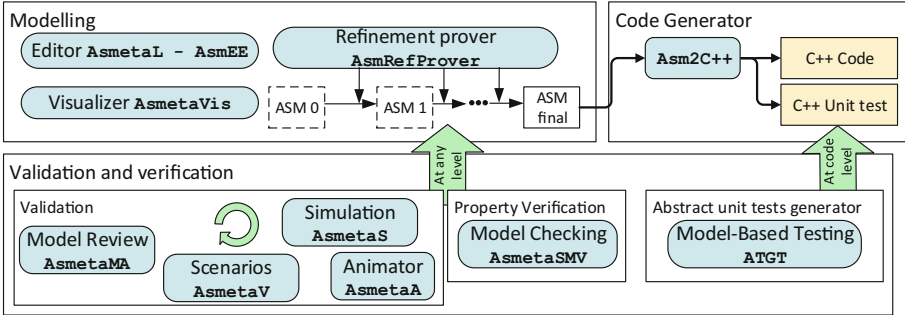 Modelling
Editor AsmetaL - AsmEE
Visualizer AsmetaVis
Refinement prover
AsmRefProver
ASM 0
ASM 1
•••
ASM
final
Code Generator
Asm2C++
C++ Code
C++ Unit test
Validation and verification
At any
level
At code
level
Validation
Model Review
AsmetaMA
Scenarios
AsmetaV
Simulation
AsmetaS
Animator
AsmetaA
Property Verification
Model Checking
AsmetaSMV
Abstract unit tests generator
Model-Based Testing
ATGT